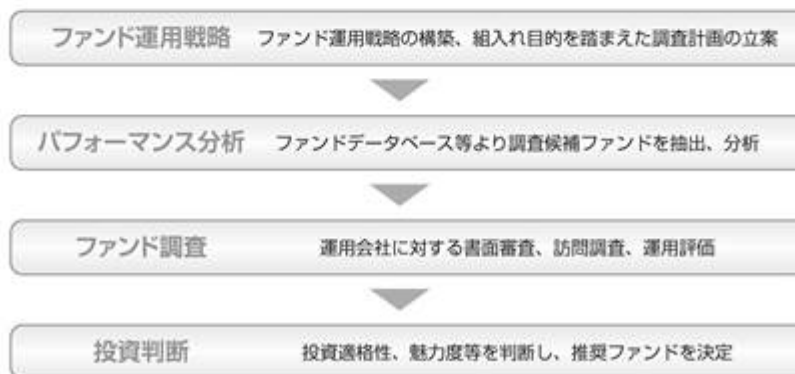 ファンド運用戦略 ファンド運用戦略の構築、組入れ目的を踏まえた調査計画の立案
パフォーマンス分析 ファンドデータベース等より調査候補ファンドを抽出、分析
ファンド調査 運用会社に対する書面審査、訪問調査、運用評価
投資判断 投資適格性、魅力度等を判断し、推奨ファンドを決定